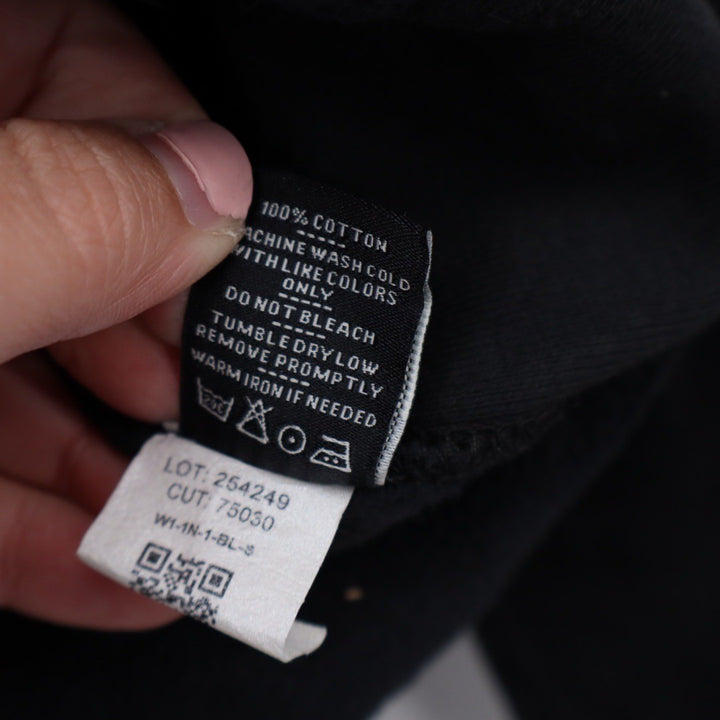 100% COTTON
ACHINE WASH COLD
WITH LIKE COLORS
ONLY
DO NOT BLEACH
TUMBLE DRY LOW
REMOVE PROMPTLY
WARM IRON IF NEEDED
LOT: 254249
CUT: 75030
W1-1N-1-BL-S